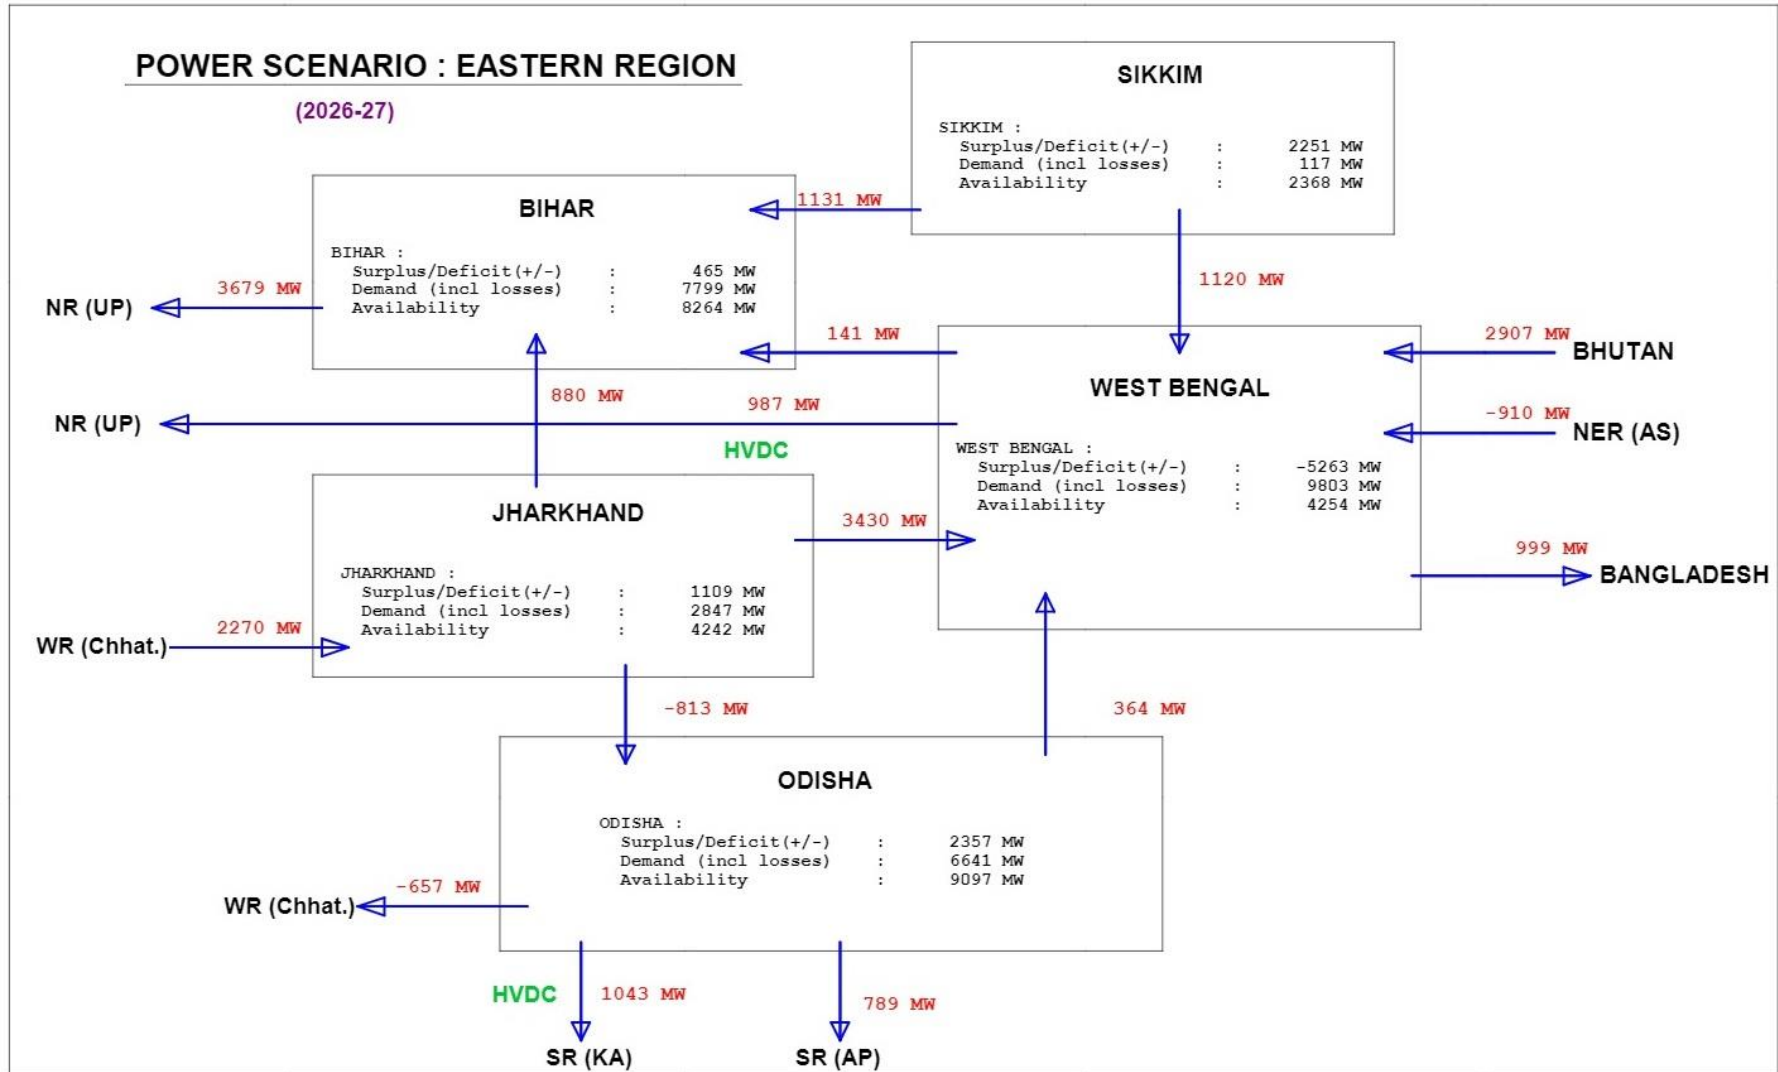 POWER SCENARIO : EASTERN REGION
(2026-27)
SIKKIM
SIKKIM :
Surplus/Deficit(+/-) : 2251 MW
Demand (incl losses) : 117 MW
Availability : 2368 MW
BIHAR
BIHAR :
Surplus/Deficit(+/-) : 465 MW
Demand (incl losses) : 7799 MW
Availability : 8264 MW
1131 MW
1120 MW
3679 MW
NR (UP)
141 MW
2907 MW
BHUTAN
WEST BENGAL
WEST BENGAL :
Surplus/Deficit(+/-) : -5263 MW
Demand (incl losses) : 9803 MW
Availability : 4254 MW
880 MW
987 MW
NR (UP)
HVDC
-910 MW
NER (AS)
JHARKHAND
JHARKHAND :
Surplus/Deficit(+/-) : 1109 MW
Demand (incl losses) : 2847 MW
Availability : 4242 MW
3430 MW
999 MW
BANGLADESH
2270 MW
WR (Chhat.)
-813 MW
364 MW
ODISHA
ODISHA :
Surplus/Deficit(+/-) : 2357 MW
Demand (incl losses) : 6641 MW
Availability : 9097 MW
-657 MW
WR (Chhat.)
HVDC
1043 MW
789 MW
SR (KA)
SR (AP)